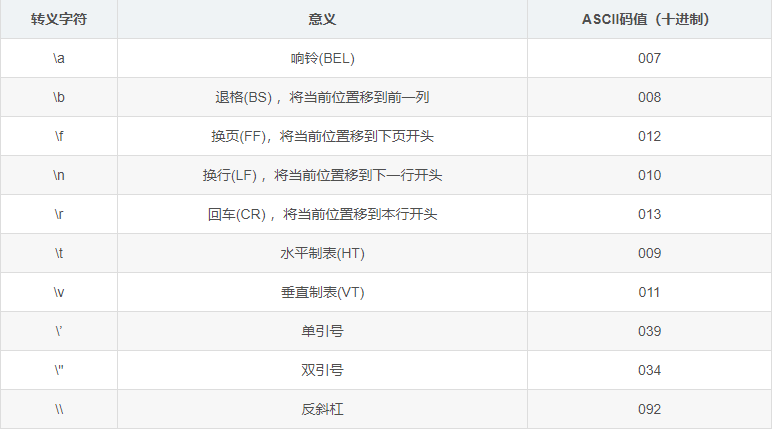 转义字符 意义 ASCII码值（十进制）
\a 响铃(BEL) 007
\b 退格(BS) ，将当前位置移到前一列 008
\f 换页(FF)，将当前位置移到下页开头 012
\n 换行(LF) ，将当前位置移到下一行开头 010
\r 回车(CR) ，将当前位置移到本行开头 013
\t 水平制表(HT) 009
\v 垂直制表(VT) 011
\’ 单引号 039
\" 双引号 034
\\ 反斜杠 092